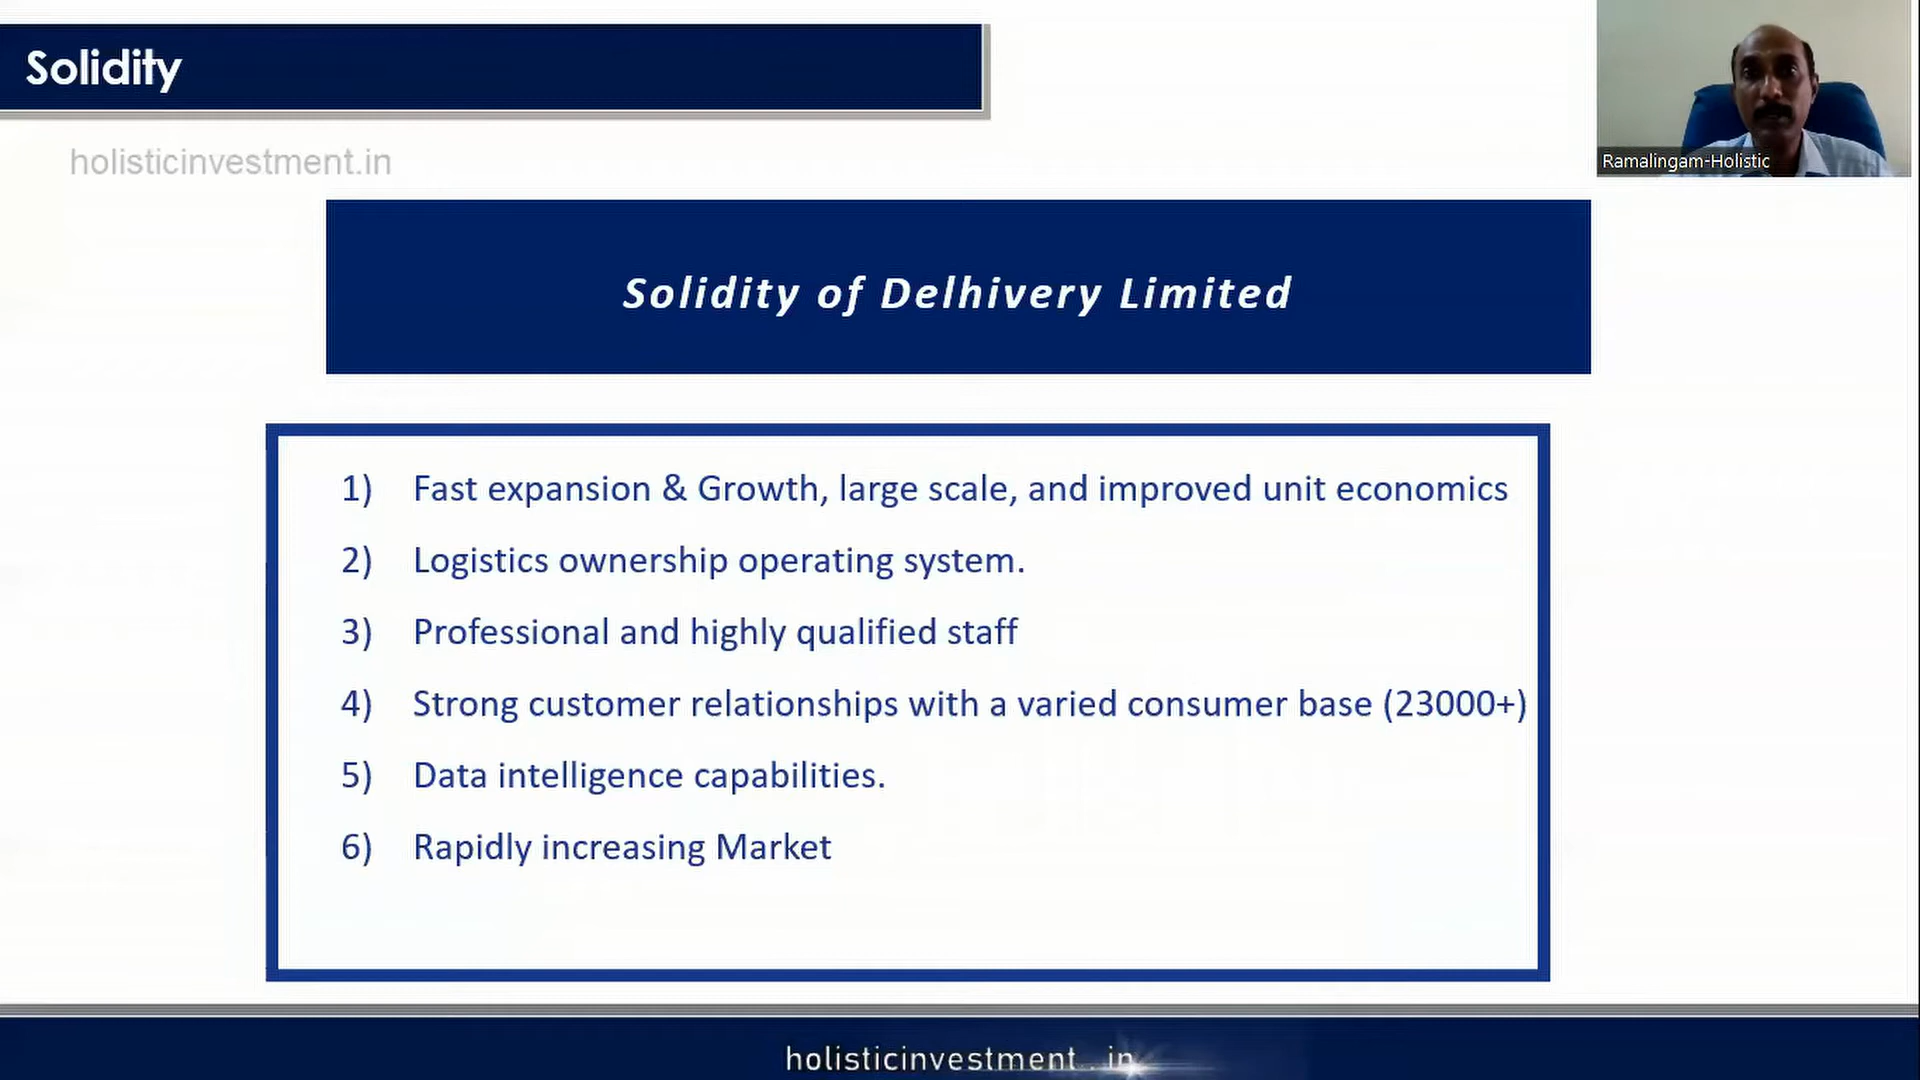 Solidity
holisticinvestment.in
Ramalingam-Holistic
Solidity of Delhivery Limited
1) Fast expansion & Growth, large scale, and improved unit economics
2) Logistics ownership operating system.
3) Professional and highly qualified staff
4) Strong customer relationships with a varied consumer base (23000+)
5) Data intelligence capabilities.
6) Rapidly increasing Market
holisticinvestment . in